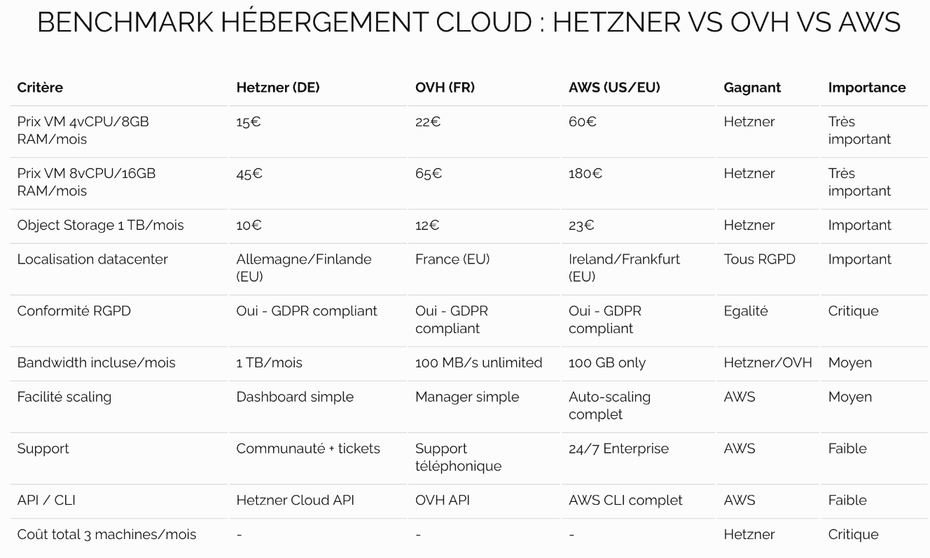 BENCHMARK HÉBERGEMENT CLOUD : HETZNER VS OVH VS AWS
Critère Hetzner (DE) OVH (FR) AWS (US/EU) Gagnant Importance
Prix VM 4vCPU/8GB RAM/mois 15€ 22€ 60€ Hetzner Très important
Prix VM 8vCPU/16GB RAM/mois 45€ 65€ 180€ Hetzner Très important
Object Storage 1 TB/mois 10€ 12€ 23€ Hetzner Important
Localisation datacenter Allemagne/Finlande (EU) France (EU) Ireland/Frankfurt (EU) Tous RGPD Important
Conformité RGPD Oui - GDPR compliant Oui - GDPR compliant Oui - GDPR compliant Egalité Critique
Bandwidth incluse/mois 1 TB/mois 100 MB/s unlimited 100 GB only Hetzner/OVH Moyen
Facilité scaling Dashboard simple Manager simple Auto-scaling complet AWS Moyen
Support Communauté + tickets Support téléphonique 24/7 Enterprise AWS Faible
API / CLI Hetzner Cloud API OVH API AWS CLI complet AWS Faible
Coût total 3 machines/mois - - - Hetzner Critique